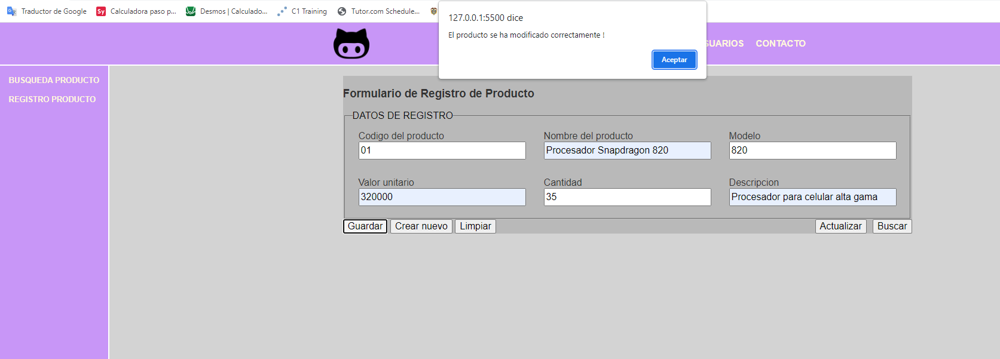 Traductor de Google
Sy
Calculadora paso p...
Desmos | Calculado...
C1 Training
Tutor.com Schedule...
127.0.0.1:5500 dice
El producto se ha modificado correctamente !
Aceptar
SUARIOS
CONTACTO
BUSQUEDA PRODUCTO
REGISTRO PRODUCTO
Formulario de Registro de Producto
DATOS DE REGISTRO
Codigo del producto
Nombre del producto
Modelo
01
Procesador Snapdragon 820
820
Valor unitario
Cantidad
Descripcion
320000
35
Procesador para celular alta gama
Guardar
Crear nuevo
Limpiar
Actualizar
Buscar